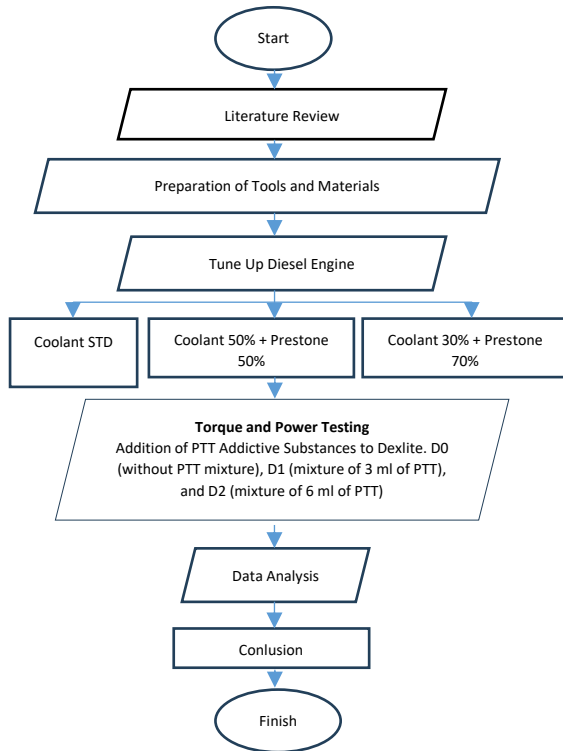 Start
Literature Review
Preparation of Tools and Materials
Tune Up Diesel Engine
Coolant STD
Coolant 50% + Prestone
50%
Coolant 30% + Prestone
70%
Torque and Power Testing
Addition of PTT Addictive Substances to Dexlite. D0
(without PTT mixture), D1 (mixture of 3 ml of PTT),
and D2 (mixture of 6 ml of PTT)
Data Analysis
Conlusion
Finish